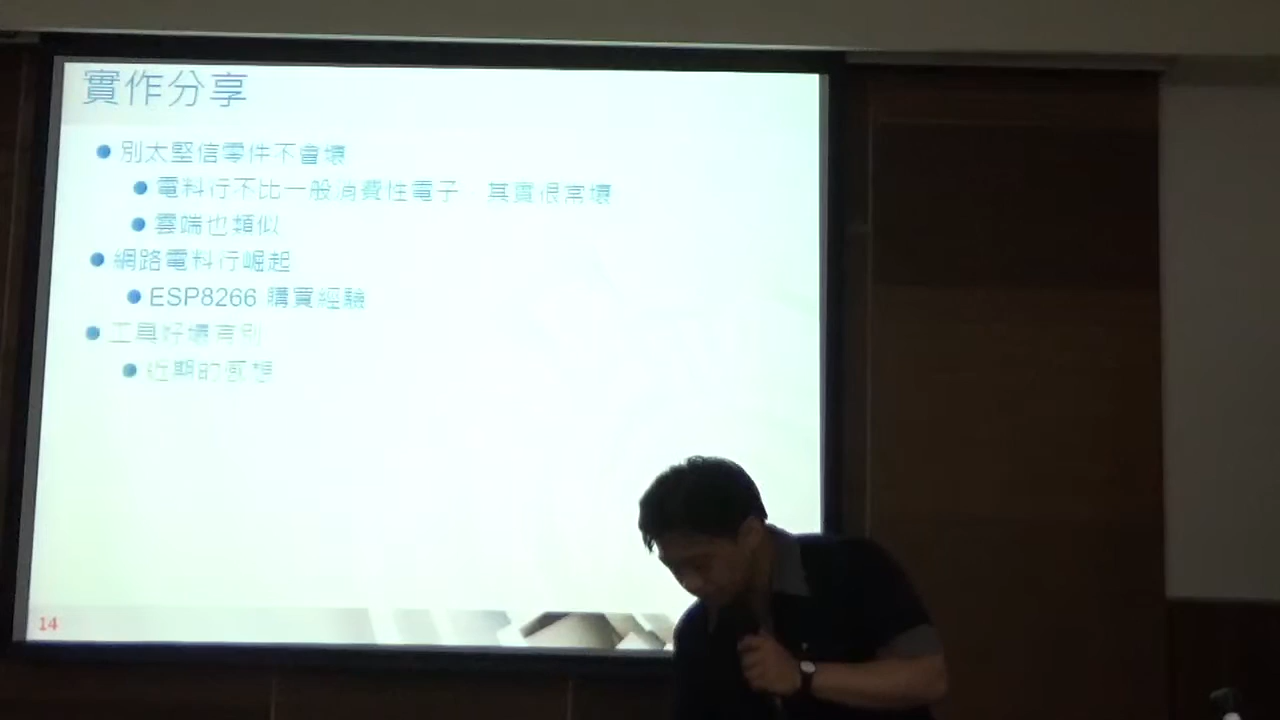 實作分享
別太堅信零件不會壞
電料行不比一般消費性電子 其實很常壞
雲端也類似
網路電料行崛起
ESP8266 購買經驗
工具好壞有別
近期的感想
14